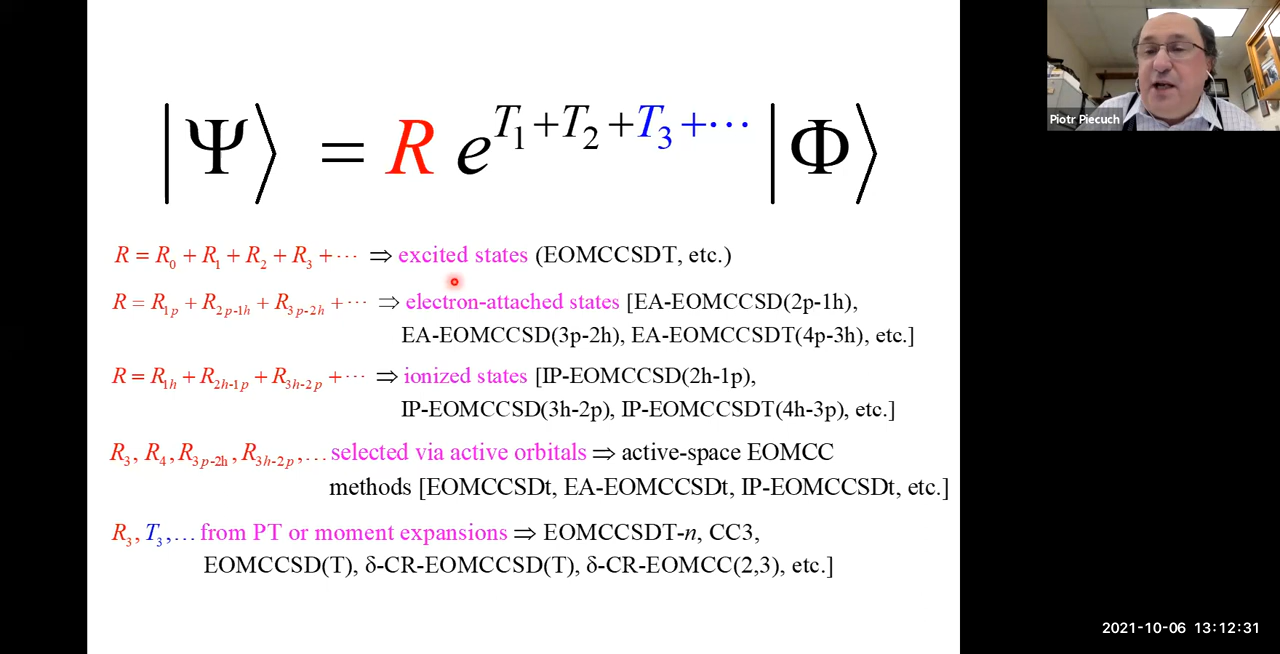 |Ψ⟩ = R e^{T₁+T₂+T₃+⋯} |Φ⟩
R = R₀ + R₁ + R₂ + R₃ + ⋯ ⇒ excited states (EOMCCSDT, etc.)
R = R_{1p} + R_{2p-1h} + R_{3p-2h} + ⋯ ⇒ electron-attached states [EA-EOMCCSD(2p-1h),
EA-EOMCCSD(3p-2h), EA-EOMCCSDT(4p-3h), etc.]
R = R_{1h} + R_{2h-1p} + R_{3h-2p} + ⋯ ⇒ ionized states [IP-EOMCCSD(2h-1p),
IP-EOMCCSD(3h-2p), IP-EOMCCSDT(4h-3p), etc.]
R₃, R₄, R_{3p-2h}, R_{3h-2p}, … selected via active orbitals ⇒ active-space EOMCC
methods [EOMCCSDt, EA-EOMCCSDt, IP-EOMCCSDt, etc.]
R₃, T₃, … from PT or moment expansions ⇒ EOMCCSDT-n, CC3,
EOMCCSD(T), δ-CR-EOMCCSD(T), δ-CR-EOMCC(2,3), etc.]
Piotr Piecuch
2021-10-06 13:12:31